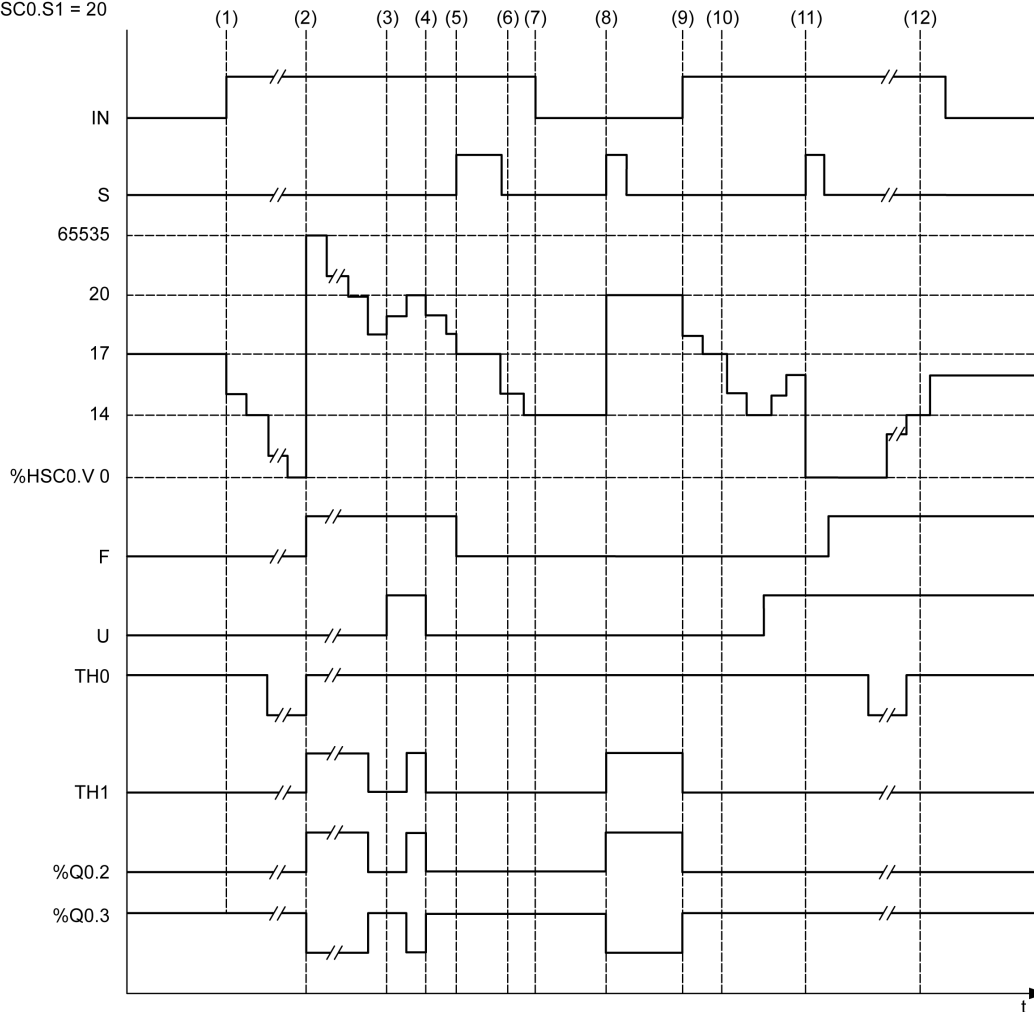 SC0.S1 = 20
(1) (2) (3) (4) (5) (6) (7) (8) (9) (10) (11) (12)
IN
S
65535
20
17
14
%HSC0.V 0
F
U
TH0
TH1
%Q0.2
%Q0.3
t